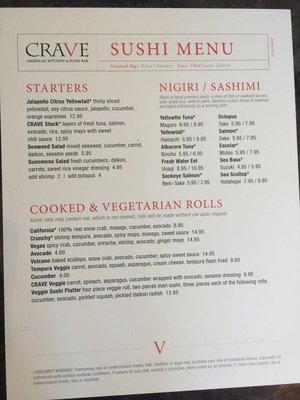 CRAVE
AMERICAN KITCHEN & SUSHI BAR
SUSHI MENU
General Mgr. Ryan Chastain Exec. Chef Jason Talbott
STARTERS
Jalapeño Citrus Yellowtail* thinly sliced
yellowtail, soy citrus sauce, jalapeño, cucumber,
orange supremes 12.95
CRAVE Stack* layers of fresh tuna, salmon,
avocado, rice, spicy mayo with sweet
chili sauce 12.95
Seaweed Salad mixed seaweed, cucumber, carrot,
daikon, sesame seeds 5.95
Sunomono Salad fresh cucumbers, daikon,
carrots, sweet rice vinegar dressing 4.95
add shrimp 2 | add octopus 4
NIGIRI / SASHIMI
Nigiri is hand pressed sushi, a slice of fish or seafood served
over sushi rice, sold in pairs. Sashimi is thin slices of seafood
arranged artistically on a serving dish.
Yellowfin Tuna*
Maguro 6.95 / 8.95
Yellowtail*
Hamachi 6.95 / 8.95
Albacore Tuna*
Bincho 5.95 / 6.95
Fresh Water Eel
Unagi 8.95 / 10.95
Sockeye Salmon*
Beni–Sake 5.95 / 7.95
Octopus
Tako 5.95 / 7.95
Salmon*
Sake 5.95 / 7.95
Escolar*
Mutsu 5.95 / 7.95
Sea Bass*
Suzuki 4.95 / 5.95
Sea Scallop*
Hotategai 7.95 / 9.95
COOKED & VEGETARIAN ROLLS
Some rolls may contain roe, which is not cooked, rolls will be made without roe upon request
California* 100% real snow crab, masago, cucumber, avocado 8.95
Crunchy* shrimp tempura, avocado, spicy mayo, masago, sweet sauce 14.95
Vegas spicy crab, cucumber, sriracha, shrimp, avocado, ginger mayo 14.95
Avocado 4.00
Volcano baked scallops, snow crab, avocado, cucumber, spicy sweet sauce 14.95
Tempura Veggie carrot, avocado, squash, asparagus, cream cheese, tempura flash fried 9.95
Cucumber 4.00
CRAVE Veggie carrot, spinach, asparagus, cucumber wrapped with avocado, sesame dressing 9.95
Veggie Sushi Platter four piece veggie roll, two pieces inari sushi, three pieces each of the following rolls;
cucumber, avocado, pickled squash, pickled daikon radish 13.95
V
CONSUMER WARNING: Consuming raw or undercooked meats, fish, shellfish or eggs may increase your risk of foodborne illness, especially by
individuals with certain medical conditions. If unsure of your risk, consult a physician. Items suited by an asterisk (*) items may contain raw or
undercooked meats, fish or shellfish.